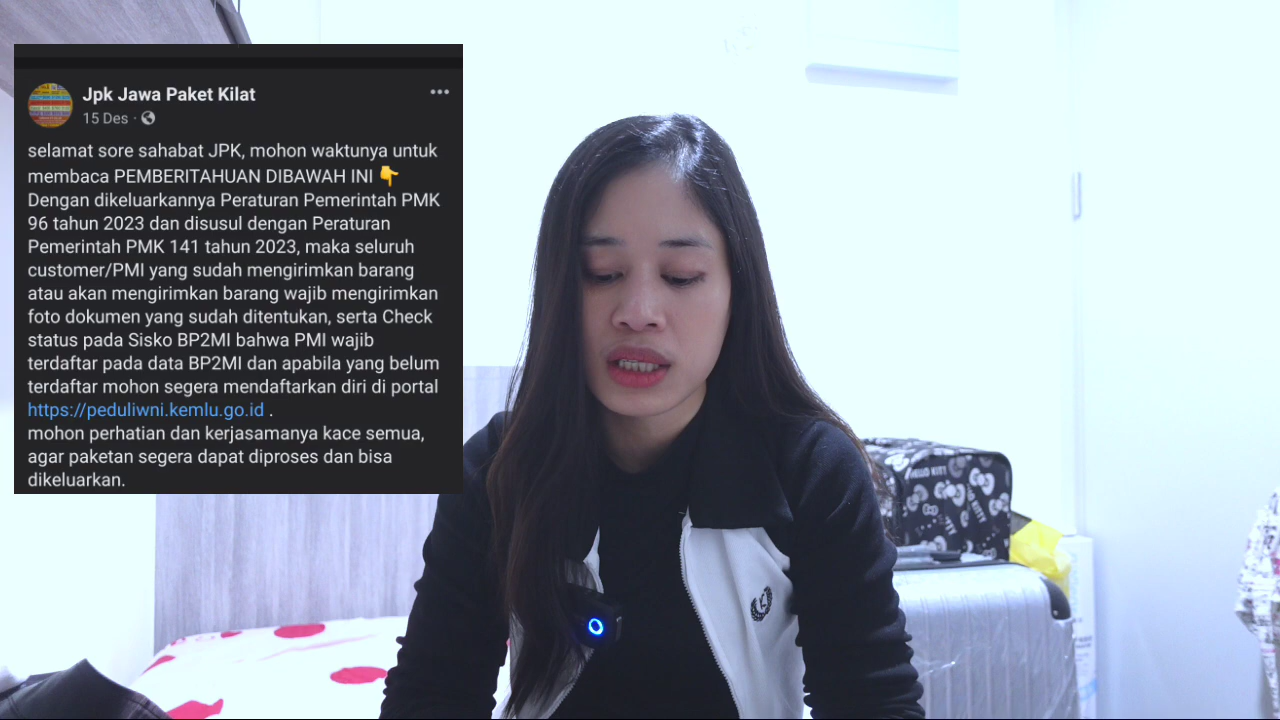 Jpk Jawa Paket Kilat
15 Des ·
selamat sore sahabat JPK, mohon waktunya untuk
membaca PEMBERITAHUAN DIBAWAH INI 👇
Dengan dikeluarkannya Peraturan Pemerintah PMK
96 tahun 2023 dan disusul dengan Peraturan
Pemerintah PMK 141 tahun 2023, maka seluruh
customer/PMI yang sudah mengirimkan barang
atau akan mengirimkan barang wajib mengirimkan
foto dokumen yang sudah ditentukan, serta Check
status pada Sisko BP2MI bahwa PMI wajib
terdaftar pada data BP2MI dan apabila yang belum
terdaftar mohon segera mendaftarkan diri di portal
https://peduliwni.kemlu.go.id .
mohon perhatian dan kerjasamanya kace semua,
agar paketan segera dapat diproses dan bisa
dikeluarkan.
HELLO KITTY
HELLO KITTY